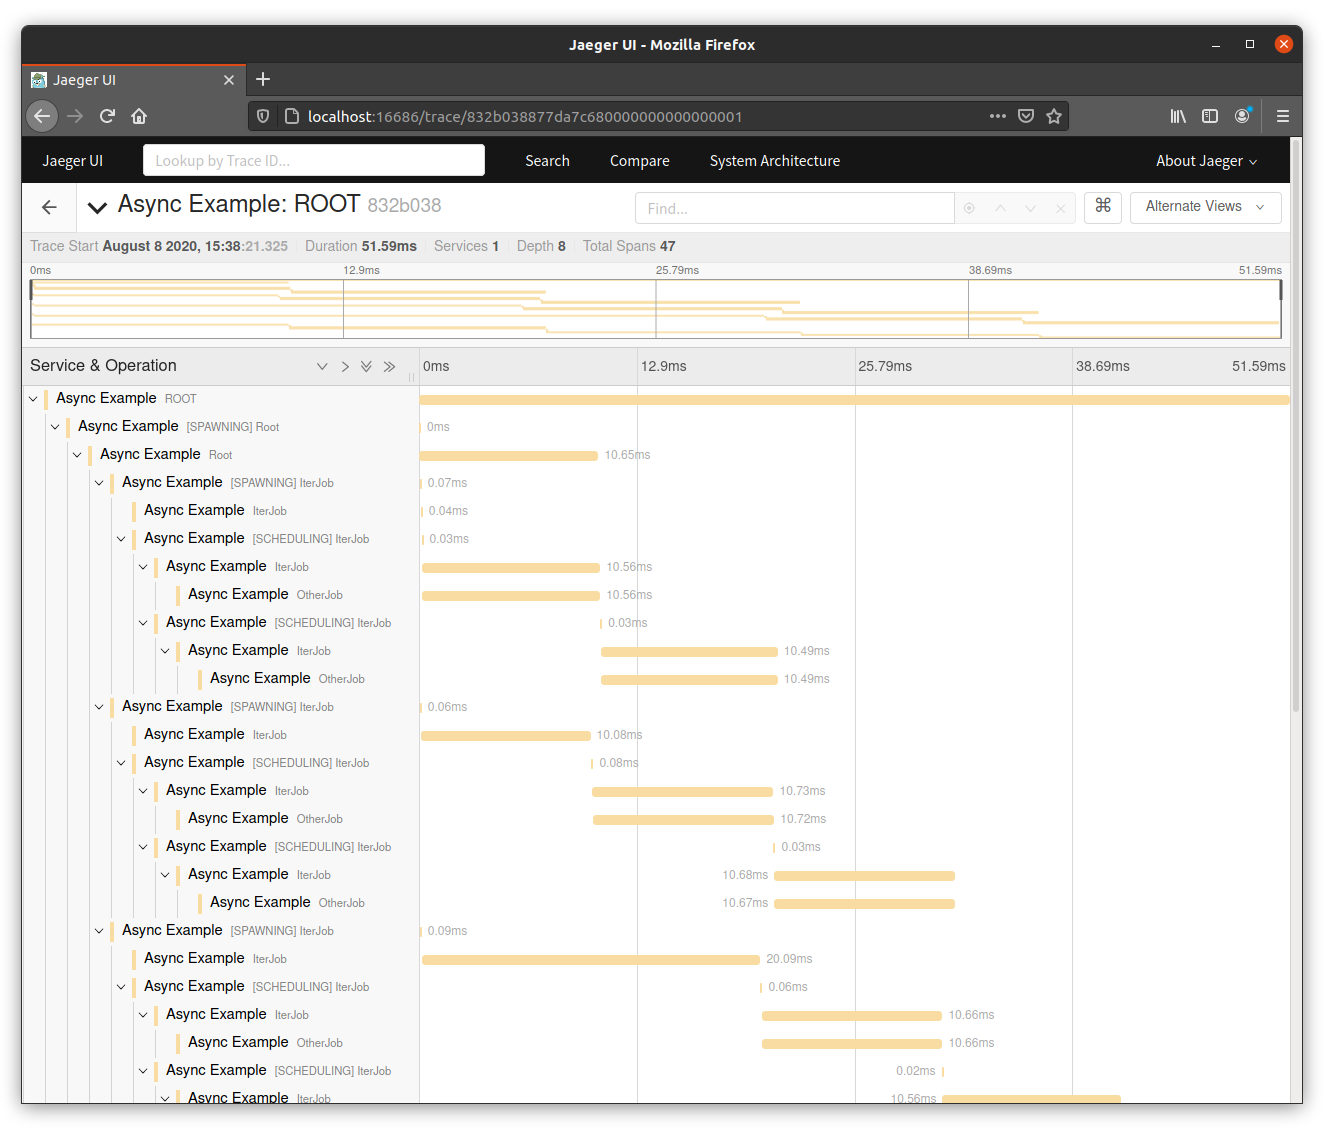 Jaeger UI - Mozilla Firefox
Jaeger UI
localhost:16686/trace/832b038877da7c680000000000000001
Jaeger UI Lookup by Trace ID... Search Compare System Architecture About Jaeger
Async Example: ROOT 832b038 Find... ⌘ Alternate Views
Trace Start August 8 2020, 15:38:21.325 Duration 51.59ms Services 1 Depth 8 Total Spans 47
0ms 12.9ms 25.79ms 38.69ms 51.59ms
Service & Operation 0ms 12.9ms 25.79ms 38.69ms 51.59ms
Async Example ROOT
Async Example [SPAWNING] Root 0ms
Async Example Root 10.65ms
Async Example [SPAWNING] IterJob 0.07ms
Async Example IterJob 0.04ms
Async Example [SCHEDULING] IterJob 0.03ms
Async Example IterJob 10.56ms
Async Example OtherJob 10.56ms
Async Example [SCHEDULING] IterJob 0.03ms
Async Example IterJob 10.49ms
Async Example OtherJob 10.49ms
Async Example [SPAWNING] IterJob 0.06ms
Async Example IterJob 10.08ms
Async Example [SCHEDULING] IterJob 0.08ms
Async Example IterJob 10.73ms
Async Example OtherJob 10.72ms
Async Example [SCHEDULING] IterJob 0.03ms
Async Example IterJob 10.68ms
Async Example OtherJob 10.67ms
Async Example [SPAWNING] IterJob 0.09ms
Async Example IterJob 20.09ms
Async Example [SCHEDULING] IterJob 0.06ms
Async Example IterJob 10.66ms
Async Example OtherJob 10.66ms
Async Example [SCHEDULING] IterJob 0.02ms
Async Example IterJob 10.56ms